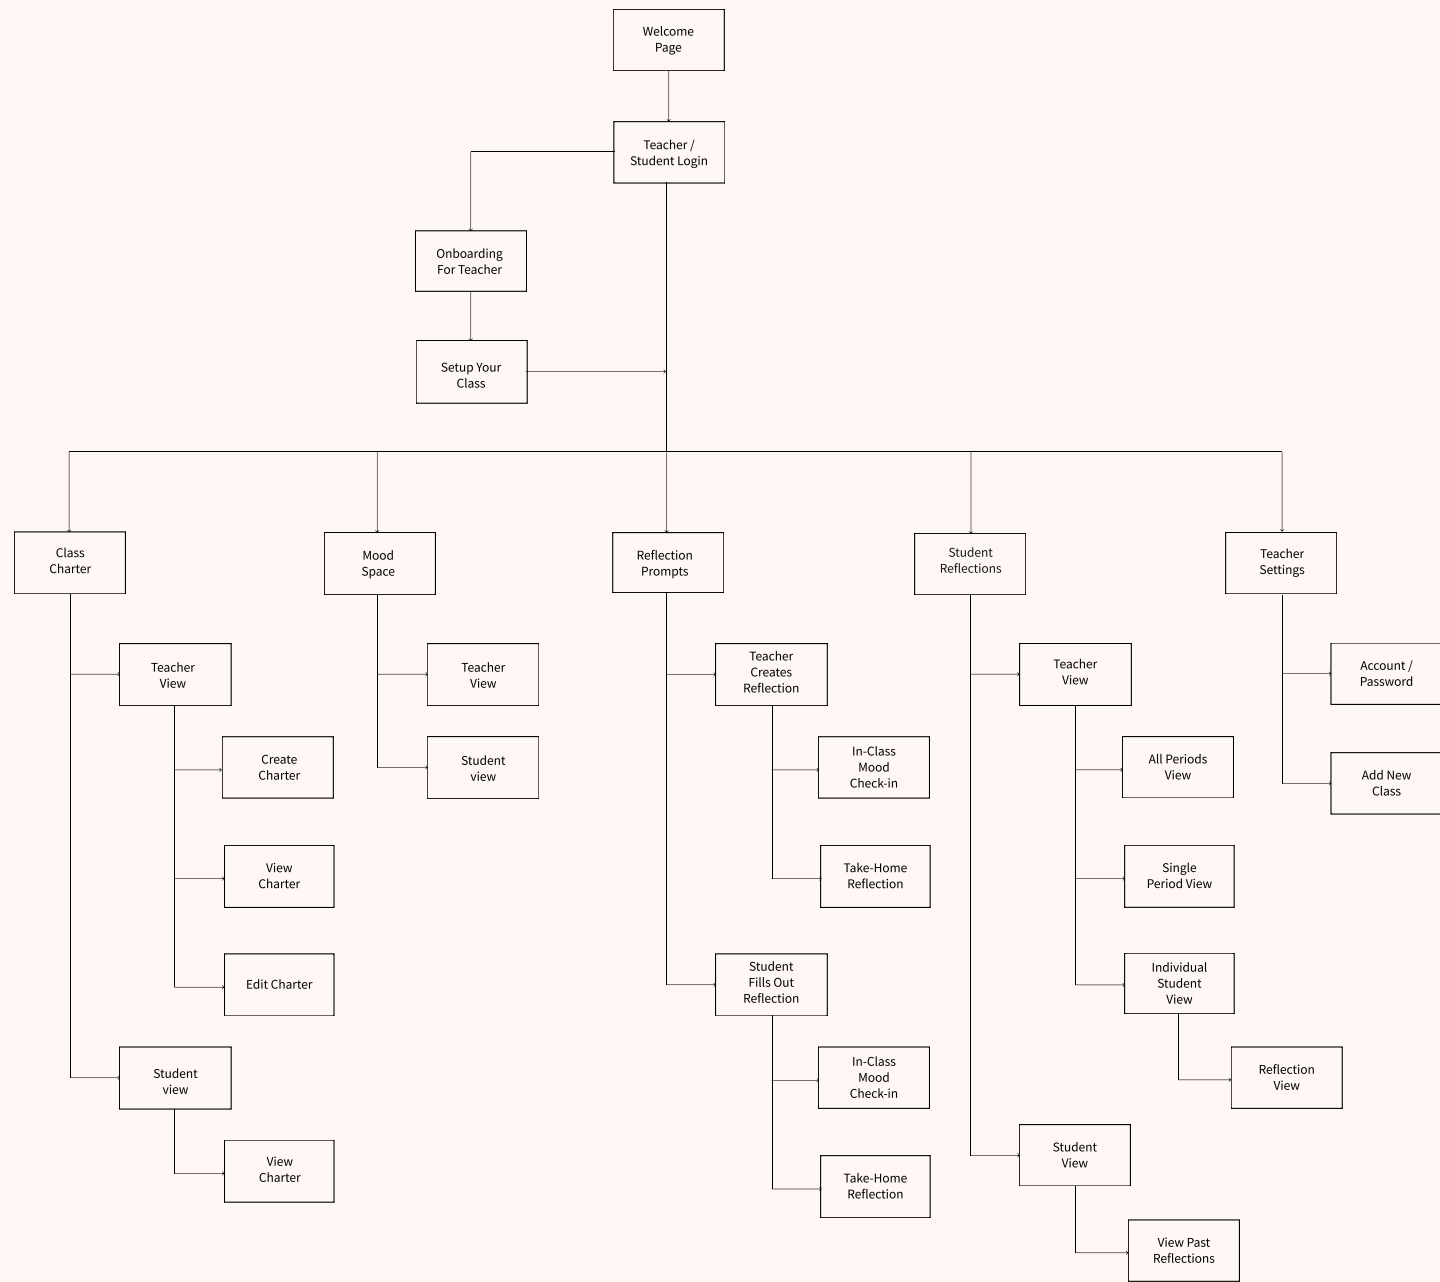 Welcome
Page
Teacher /
Student Login
Onboarding
For Teacher
Setup Your
Class
Class
Charter
Mood
Space
Reflection
Prompts
Student
Reflections
Teacher
Settings
Teacher
View
Create
Charter
View
Charter
Edit Charter
Student
view
View
Charter
Teacher
View
Student
view
Teacher
Creates
Reflection
In-Class
Mood
Check-in
Take-Home
Reflection
Student
Fills Out
Reflection
In-Class
Mood
Check-in
Take-Home
Reflection
Teacher
View
All Periods
View
Single
Period View
Individual
Student
View
Reflection
View
Student
View
View Past
Reflections
Account /
Password
Add New
Class